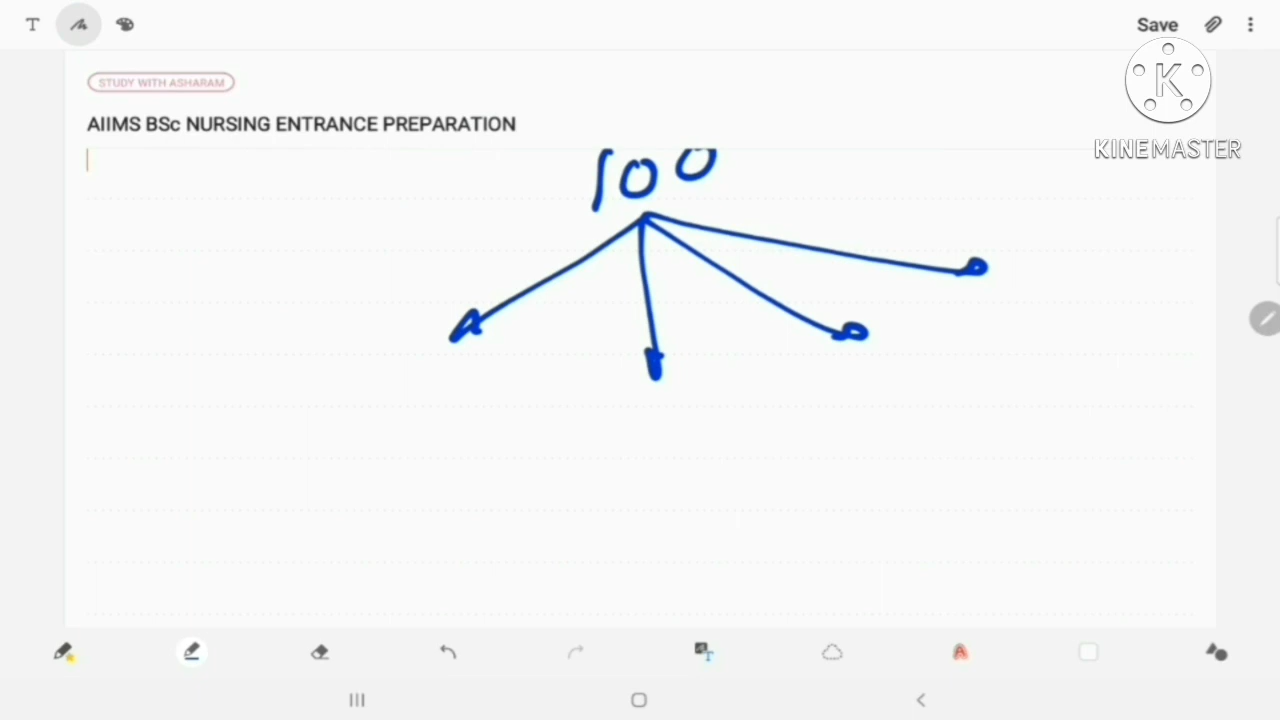 T
Save
K
KINEMASTER
STUDY WITH ASHARAM
AIIMS BSc NURSING ENTRANCE PREPARATION
100
A